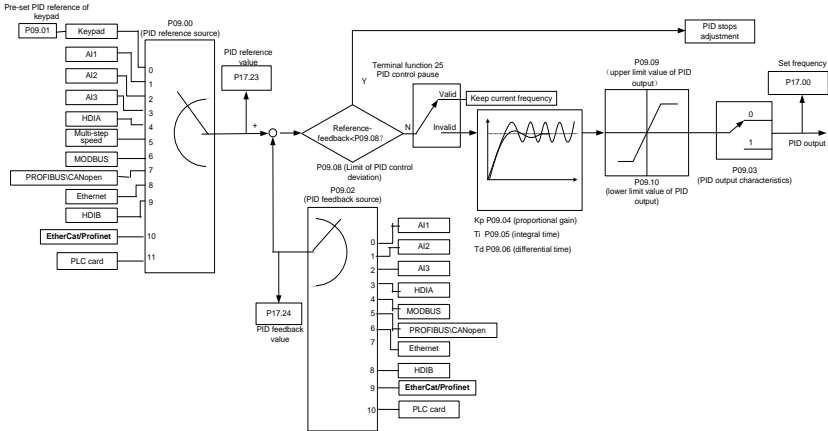 Pre-set PID reference of
keypad
P09.01
Keypad
AI1
AI2
AI3
HDIA
Multi-step
speed
MODBUS
PROFIBUS\CANopen
Ethernet
HDIB
EtherCat/Profinet
PLC card
P09.00
(PID reference source)
0
1
2
3
4
5
6
7
8
9
10
11
PID reference
value
P17.23
+
-
Reference-
feedback<P09.08?
P09.08 (Limit of PID control
deviation)
Y
N
PID stops
adjustment
Terminal function 25
PID control pause
Valid
Invalid
Keep current frequency
Kp P09.04 (proportional gain)
Ti P09.05 (integral time)
Td P09.06 (differential time)
P09.09
(upper limit value of PID
output)
P09.10
(lower limit value of PID
output)
0
1
P09.03
(PID output characteristics)
Set frequency
P17.00
PID output
P09.02
(PID feedback source)
P17.24
PID feedback
value
0
1
2
3
4
5
6
7
8
9
10
AI1
AI2
AI3
HDIA
MODBUS
PROFIBUS\CANopen
Ethernet
HDIB
EtherCat/Profinet
PLC card